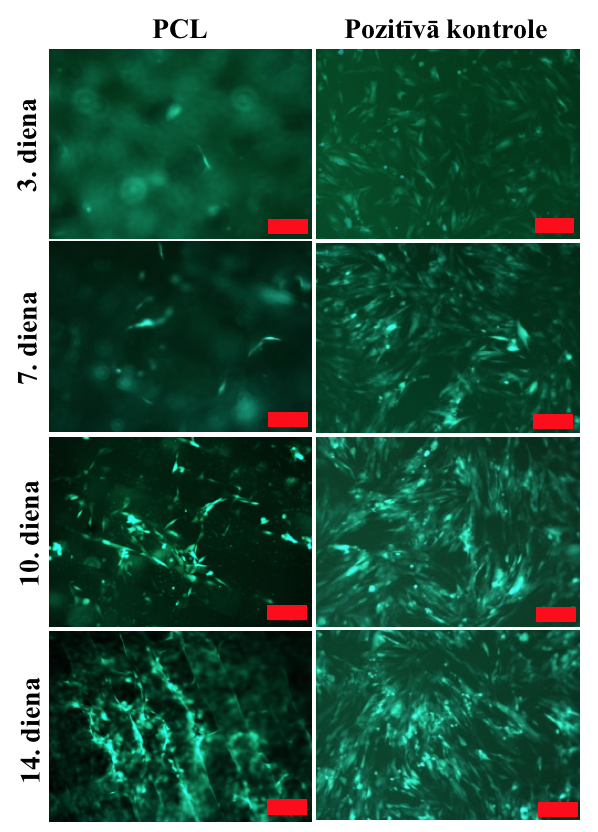 PCL
Pozitīvā kontrole
3. diena
7. diena
10. diena
14. diena